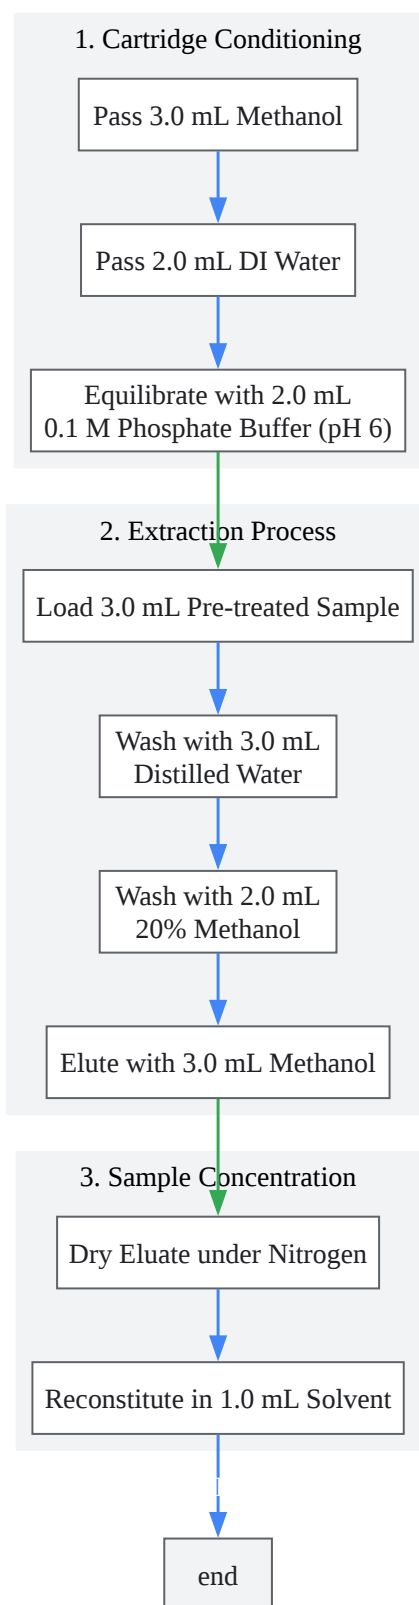 1. Cartridge Conditioning
Pass 3.0 mL Methanol
Pass 2.0 mL DI Water
Equilibrate with 2.0 mL
0.1 M Phosphate Buffer (pH 6)
2. Extraction Process
Load 3.0 mL Pre-treated Sample
Wash with 3.0 mL
Distilled Water
Wash with 2.0 mL
20% Methanol
Elute with 3.0 mL Methanol
3. Sample Concentration
Dry Eluate under Nitrogen
Reconstitute in 1.0 mL Solvent
end